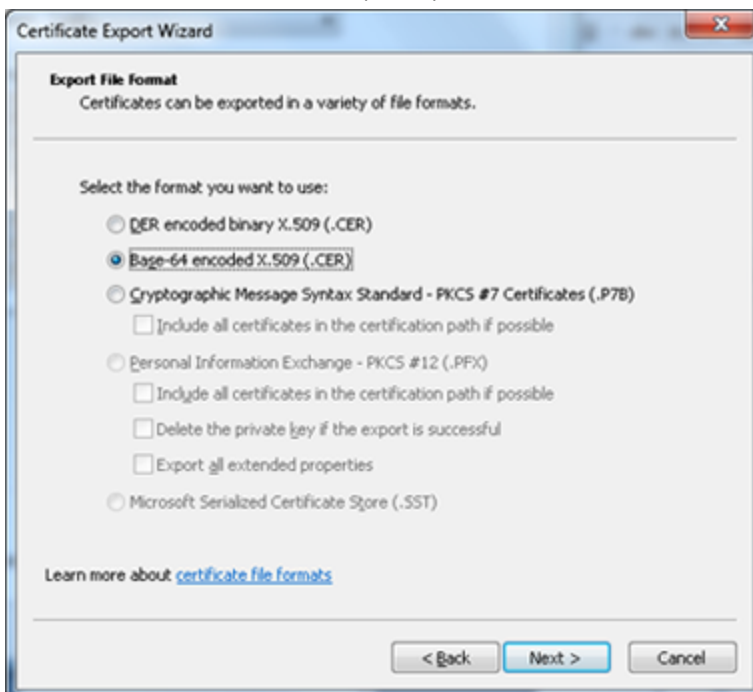 Certificate Export Wizard
Export File Format
Certificates can be exported in a variety of file formats.
Select the format you want to use:
DER encoded binary X.509 (.CER)
Base-64 encoded X.509 (.CER)
Cryptographic Message Syntax Standard - PKCS #7 Certificates (.P7B)
Include all certificates in the certification path if possible
Personal Information Exchange - PKCS #12 (.PFX)
Include all certificates in the certification path if possible
Delete the private key if the export is successful
Export all extended properties
Microsoft Serialized Certificate Store (.SST)
Learn more about certificate file formats
< Back Next > Cancel